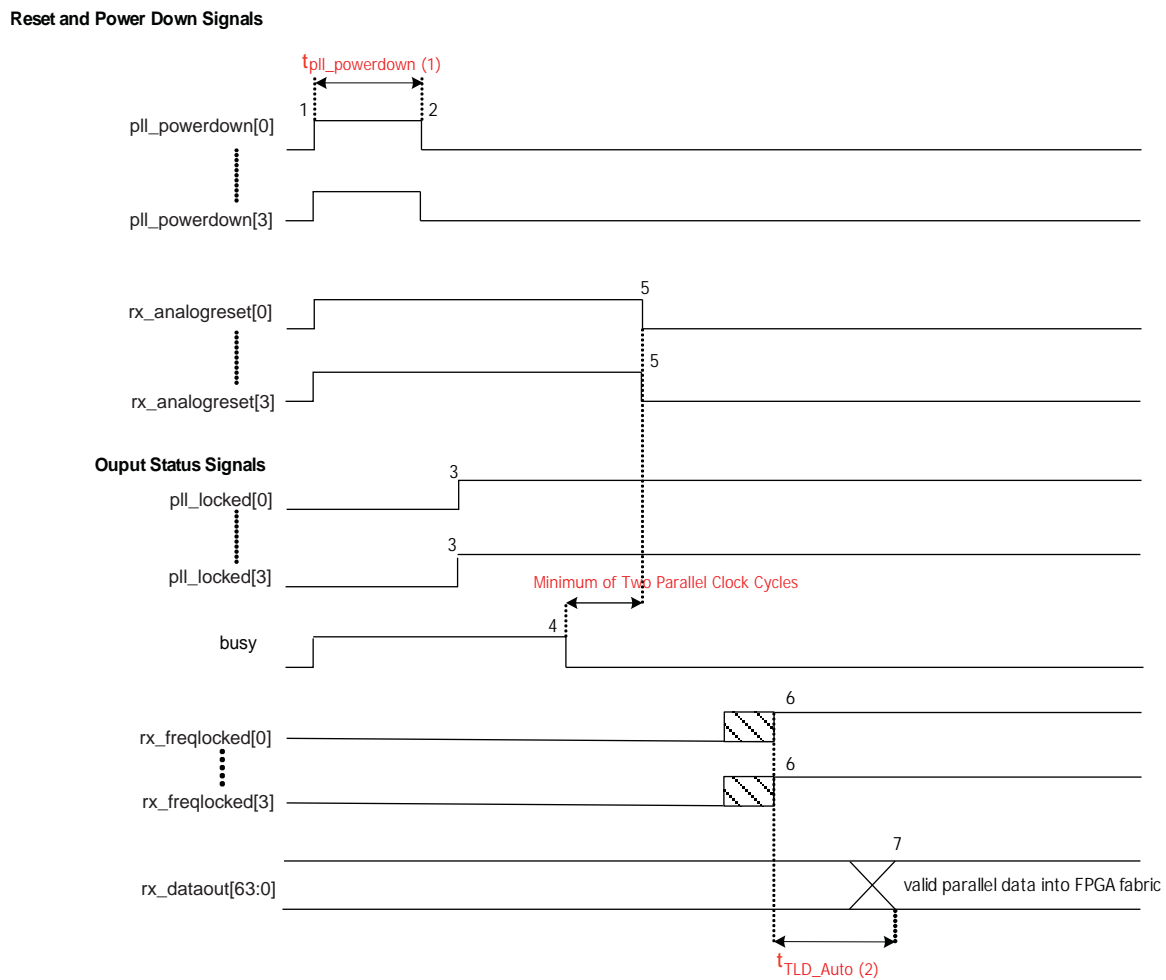 Reset and Power Down Signals
tpll_powerdown (1)
1
2
pll_powerdown[0]
pll_powerdown[3]
5
rx_analogreset[0]
5
rx_analogreset[3]
Ouput Status Signals
3
pll_locked[0]
3
pll_locked[3]
Minimum of Two Parallel Clock Cycles
4
busy
6
rx_freqlocked[0]
6
rx_freqlocked[3]
7
rx_dataout[63:0]
valid parallel data into FPGA fabric
tTLD_Auto (2)